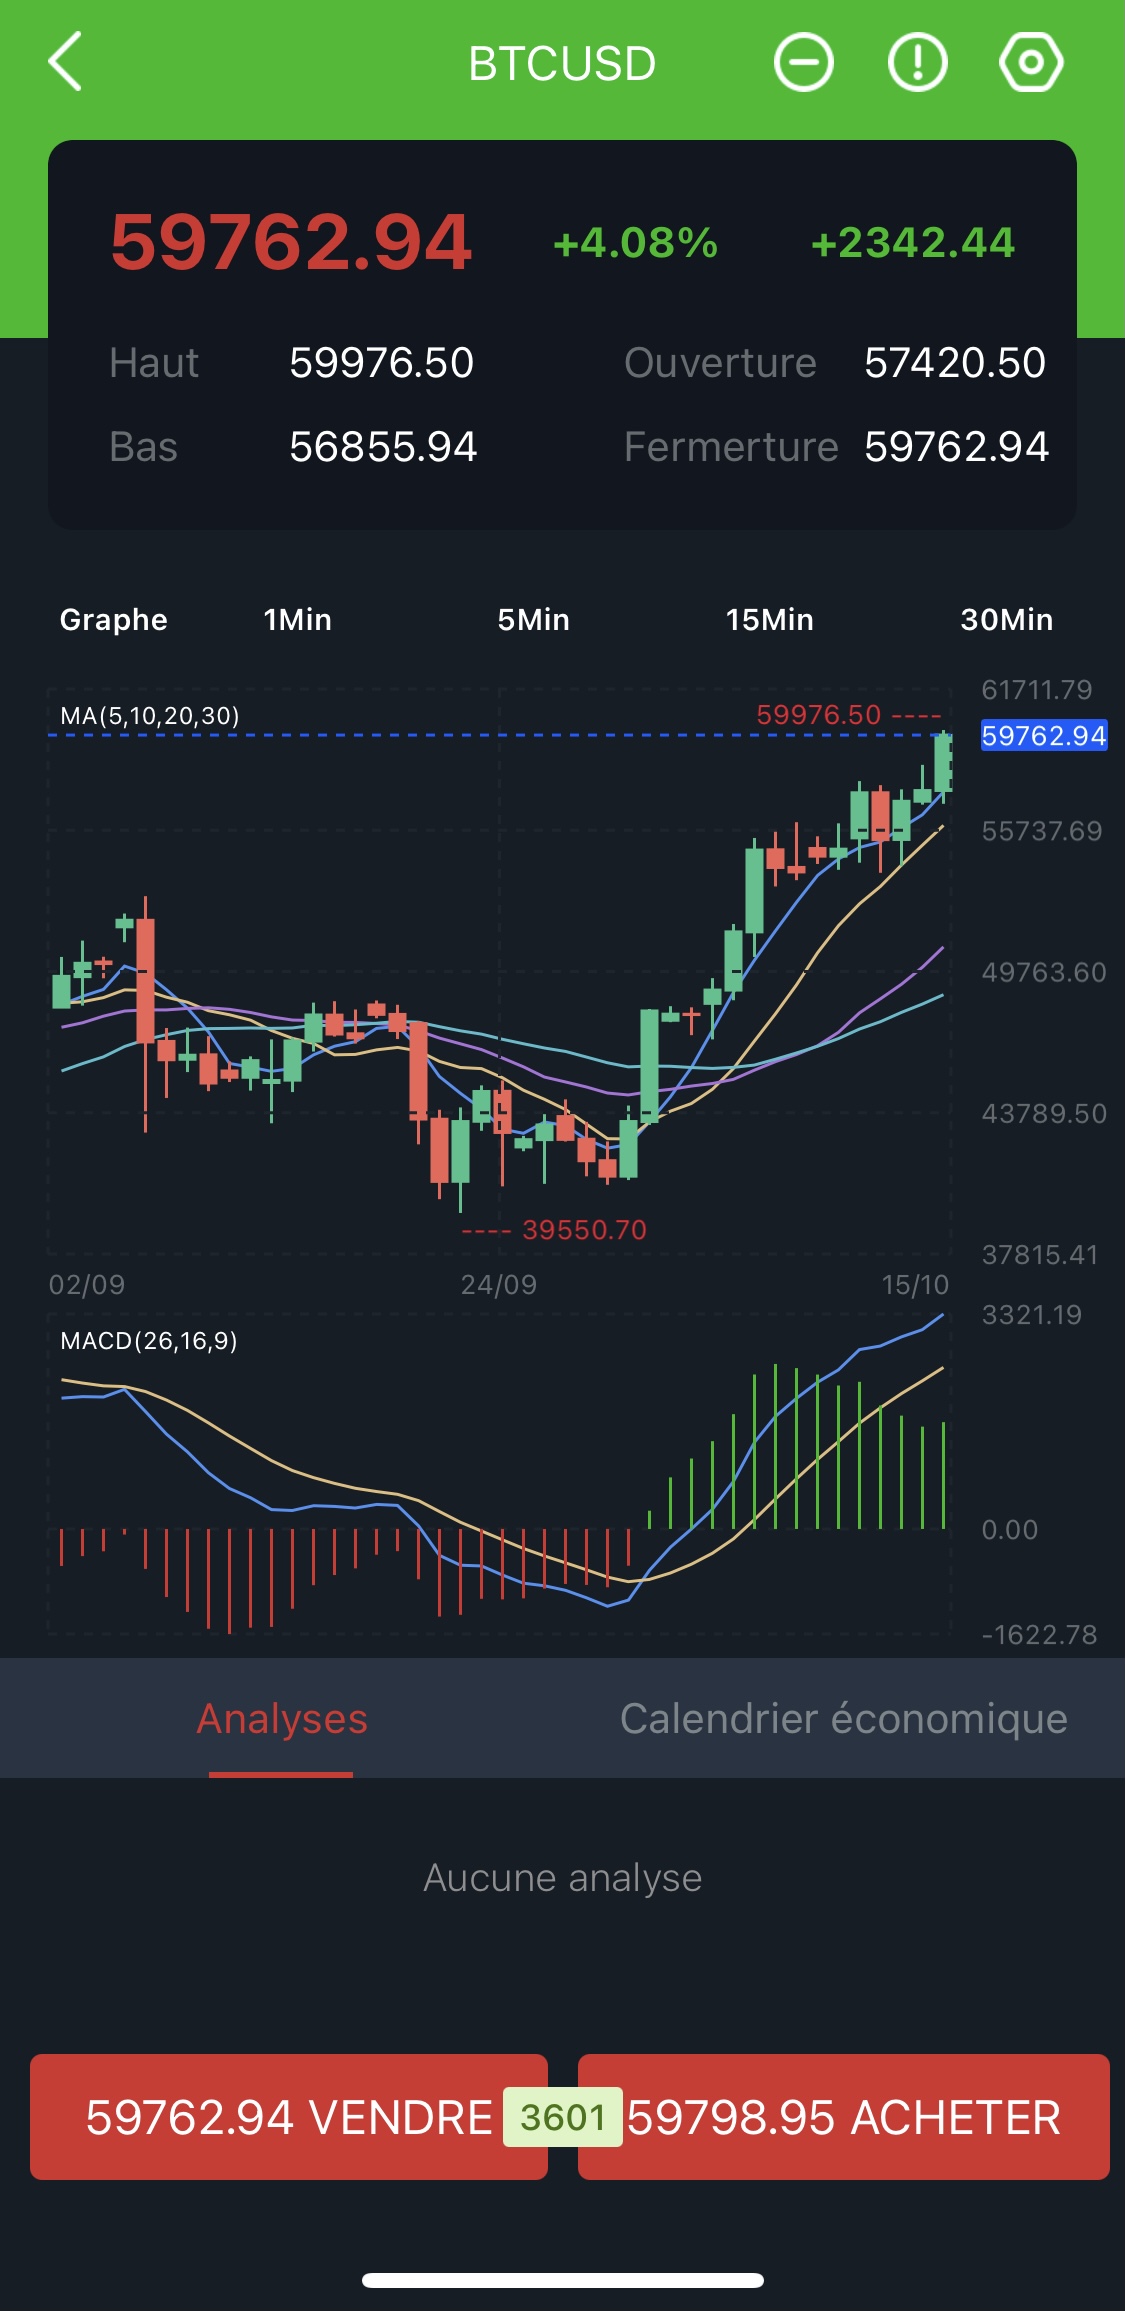 BTCUSD
59762.94 +4.08% +2342.44
Haut 59976.50 Ouverture 57420.50
Bas 56855.94 Fermerture 59762.94
Graphe 1Min 5Min 15Min 30Min
61711.79
MA(5,10,20,30) 59976.50
59762.94
55737.69
49763.60
43789.50
39550.70
37815.41
02/09 24/09 15/10
3321.19
MACD(26,16,9)
0.00
-1622.78
Analyses Calendrier économique
Aucune analyse
59762.94 VENDRE 3601 59798.95 ACHETER